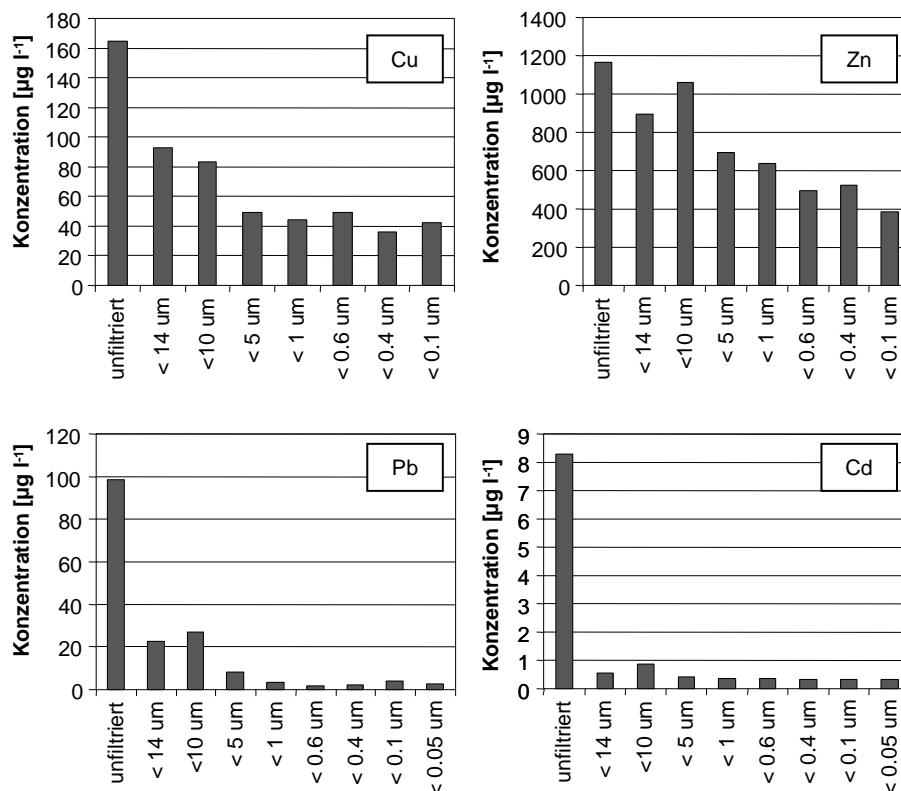 Konzentration [µg l⁻¹]
180
160
140
120
100
80
60
40
20
0
Cu
unfiltriert
< 14 um
<10 um
< 5 um
< 1 um
< 0.6 um
< 0.4 um
< 0.1 um
Konzentration [µg l⁻¹]
1400
1200
1000
800
600
400
200
0
Zn
unfiltriert
< 14 um
<10 um
< 5 um
< 1 um
< 0.6 um
< 0.4 um
< 0.1 um
Konzentration [µg l⁻¹]
120
100
80
60
40
20
0
Pb
unfiltriert
< 14 um
<10 um
< 5 um
< 1 um
< 0.6 um
< 0.4 um
< 0.1 um
< 0.05 um
Konzentration [µg l⁻¹]
9
8
7
6
5
4
3
2
1
0
Cd
unfiltriert
< 14 um
<10 um
< 5 um
< 1 um
< 0.6 um
< 0.4 um
< 0.1 um
< 0.05 um